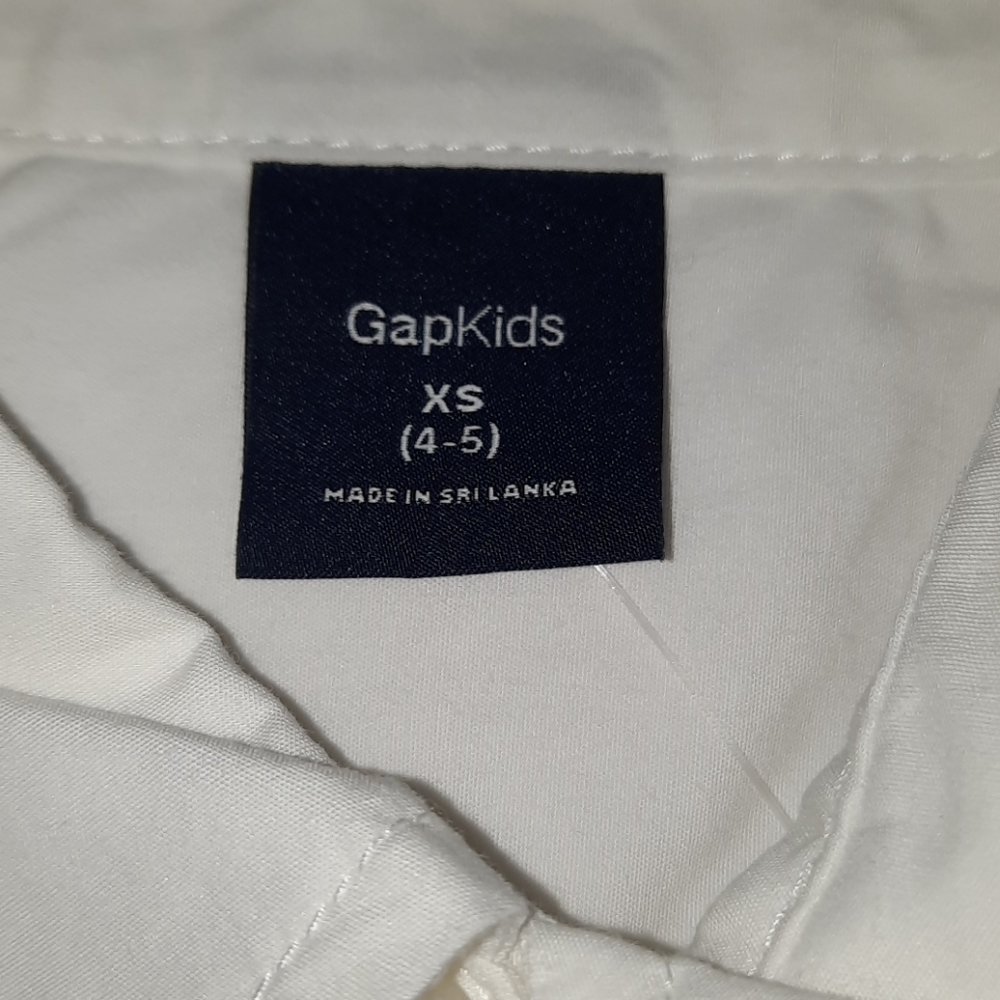 GapKids
XS
(4-5)
MADE IN SRI LANKA